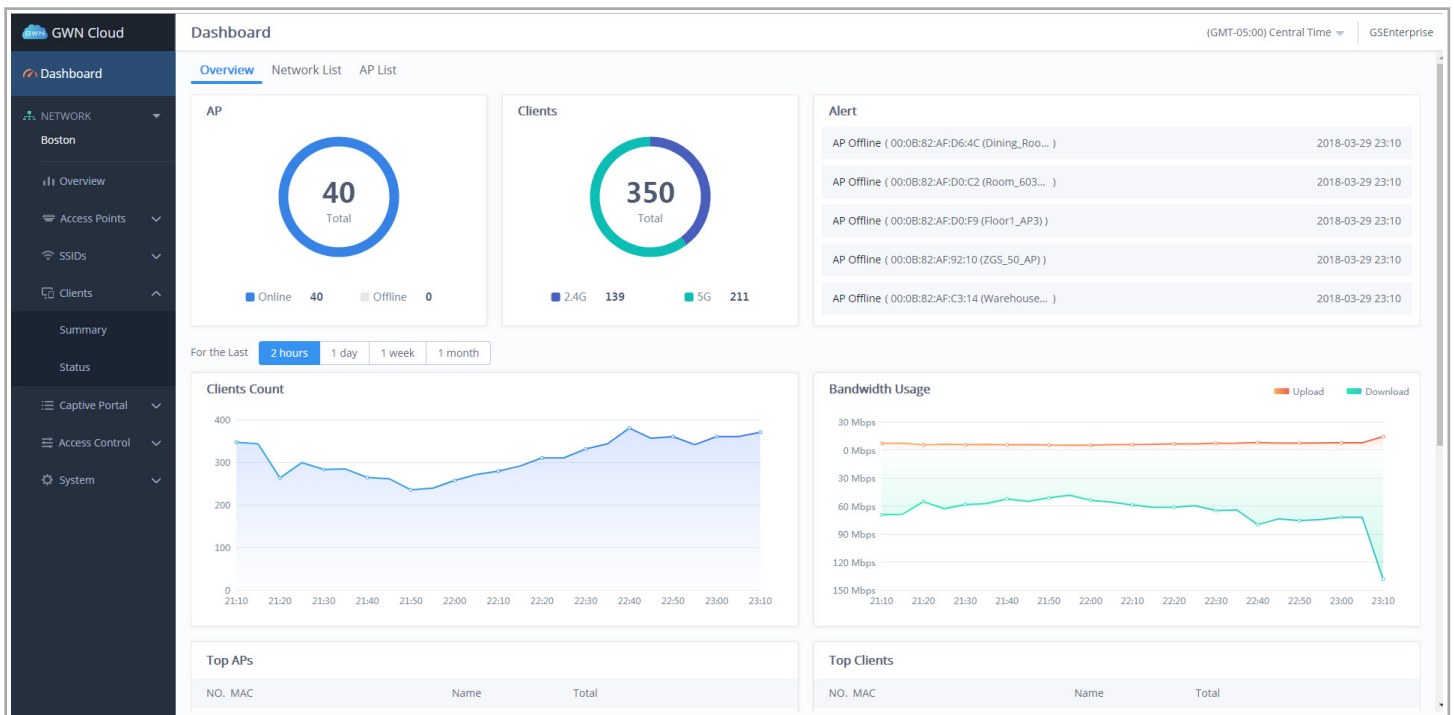 GWN GWN Cloud
Dashboard
(GMT-05:00) Central Time
GSEnterprise
Dashboard
NETWORK
Boston
Overview
Access Points
SSIDs
Clients
Summary
Status
Captive Portal
Access Control
System
Overview Network List AP List
AP
40
Total
Online 40 Offline 0
Clients
350
Total
2.4G 139 5G 211
Alert
AP Offline ( 00:0B:82:AF:D6:4C (Dining_Roo... ) 2018-03-29 23:10
AP Offline ( 00:0B:82:AF:D0:C2 (Room_603... ) 2018-03-29 23:10
AP Offline ( 00:0B:82:AF:D0:F9 (Floor1_AP3) ) 2018-03-29 23:10
AP Offline ( 00:0B:82:AF:92:10 (ZGS_50_AP) ) 2018-03-29 23:10
AP Offline ( 00:0B:82:AF:C3:14 (Warehouse... ) 2018-03-29 23:10
For the Last 2 hours 1 day 1 week 1 month
Clients Count
400
300
200
100
0
21:10 21:20 21:30 21:40 21:50 22:00 22:10 22:20 22:30 22:40 22:50 23:00 23:10
Bandwidth Usage
Upload Download
30 Mbps
0 Mbps
30 Mbps
60 Mbps
90 Mbps
120 Mbps
150 Mbps
21:10 21:20 21:30 21:40 21:50 22:00 22:10 22:20 22:30 22:40 22:50 23:00 23:10
Top APs
NO. MAC Name Total
Top Clients
NO. MAC Name Total